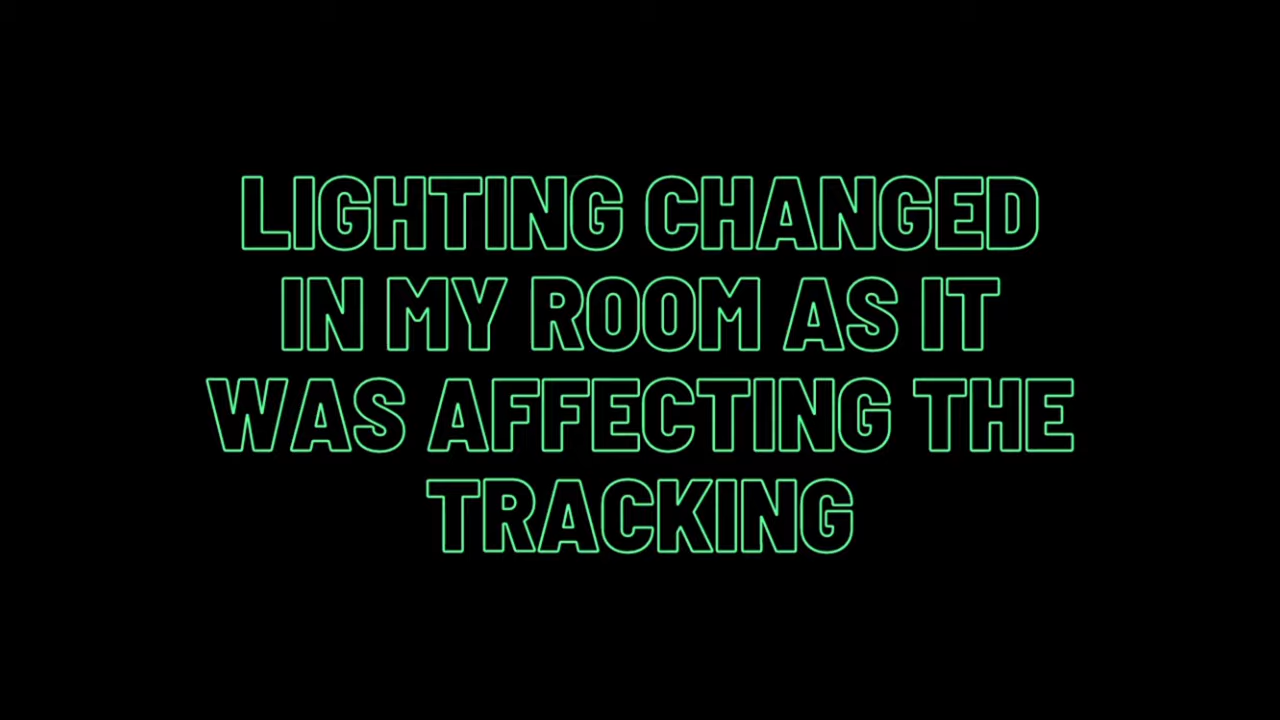 LIGHTING CHANGED
IN MY ROOM AS IT
WAS AFFECTING THE
TRACKING